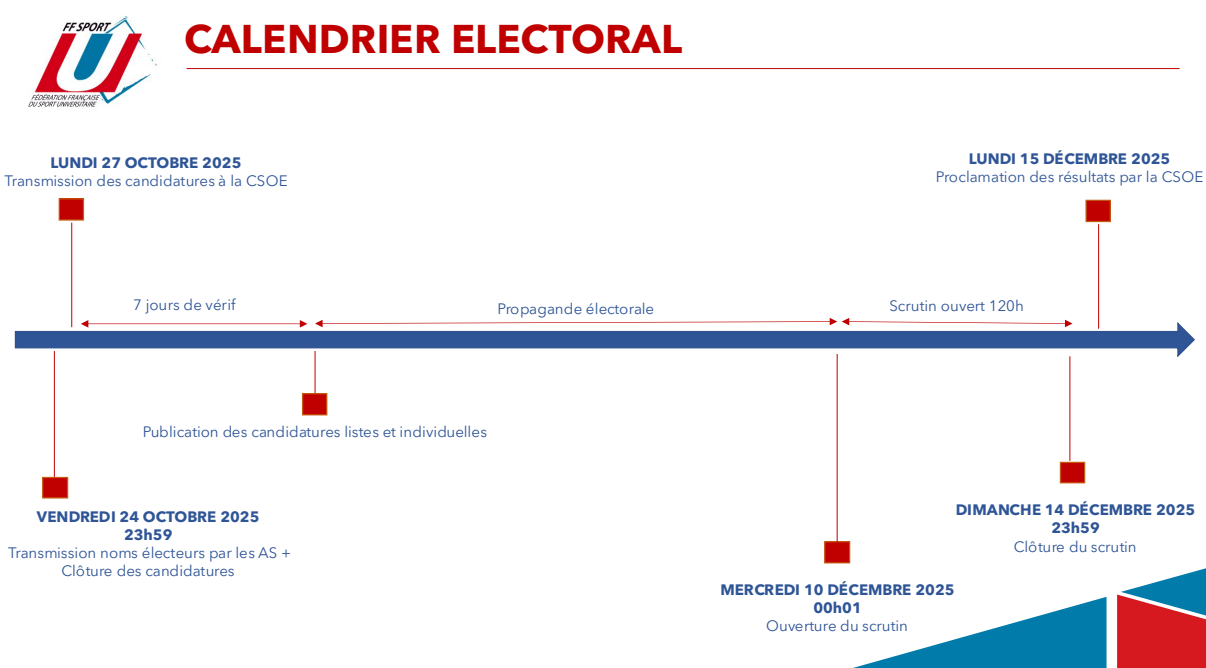 FF SPORT
U
FÉDÉRATION FRANÇAISE
DU SPORT UNIVERSITAIRE
CALENDRIER ELECTORAL
LUNDI 27 OCTOBRE 2025
Transmission des candidatures à la CSOE
LUNDI 15 DÉCEMBRE 2025
Proclamation des résultats par la CSOE
7 jours de vérif
Propagande électorale
Scrutin ouvert 120h
Publication des candidatures listes et individuelles
VENDREDI 24 OCTOBRE 2025
23h59
Transmission noms électeurs par les AS +
Clôture des candidatures
DIMANCHE 14 DÉCEMBRE 2025
23h59
Clôture du scrutin
MERCREDI 10 DÉCEMBRE 2025
00h01
Ouverture du scrutin